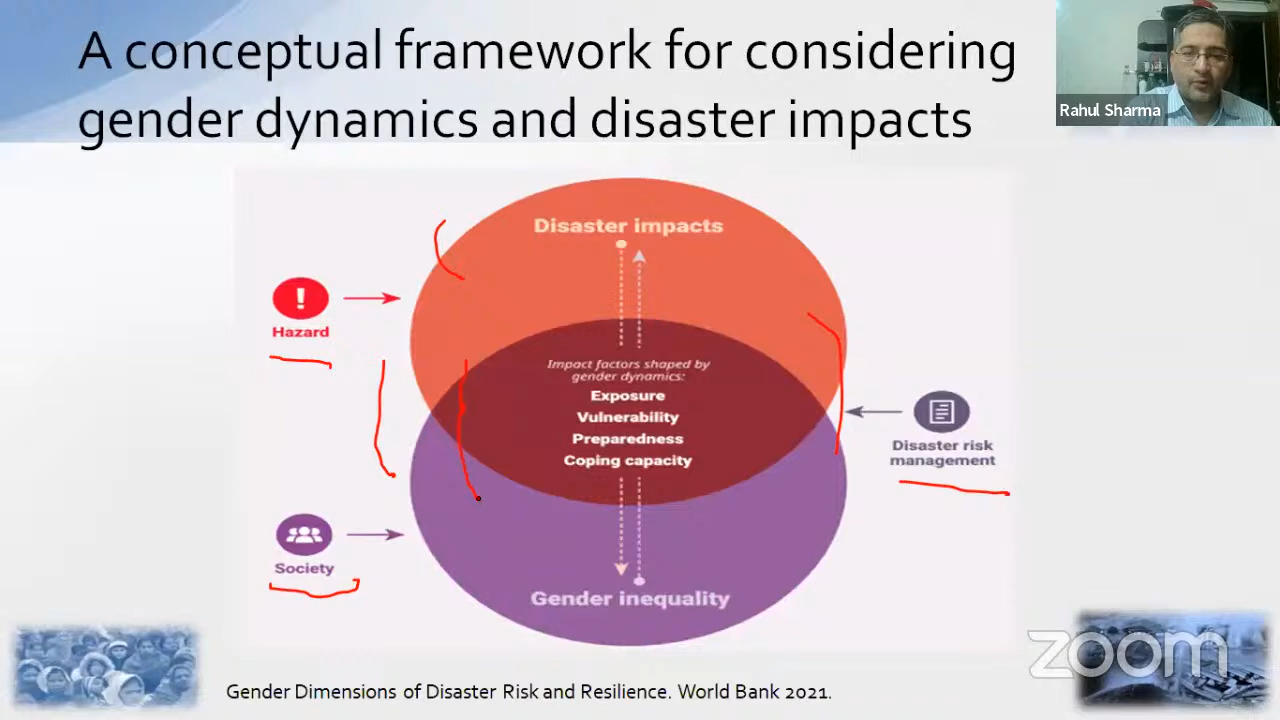 A conceptual framework for considering
gender dynamics and disaster impacts
Rahul Sharma
Disaster impacts
Hazard
Impact factors shaped by
gender dynamics:
Exposure
Vulnerability
Preparedness
Coping capacity
Disaster risk
management
Society
Gender inequality
zoom
Gender Dimensions of Disaster Risk and Resilience. World Bank 2021.